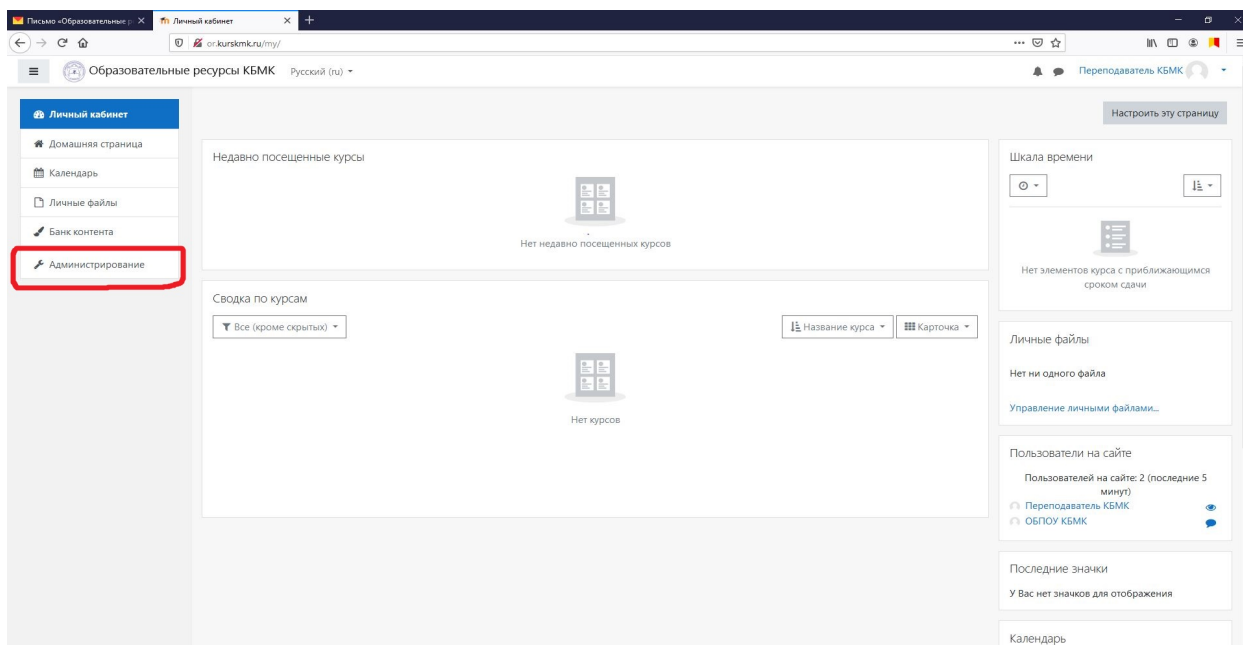 Письмо «Образовательные р
Личный кабинет
or.kurskmk.ru/my/
Образовательные ресурсы КБМК
Русский (ru)
Переподаватель КБМК
Личный кабинет
Настроить эту страницу
Домашняя страница
Календарь
Личные файлы
Банк контента
Администрирование
Недавно посещенные курсы
Нет недавно посещенных курсов
Сводка по курсам
Все (кроме скрытых)
Название курса
Карточка
Нет курсов
Шкала времени
Нет элементов курса с приближающимся
сроком сдачи
Личные файлы
Нет ни одного файла
Управление личными файлами...
Пользователи на сайте
Пользователей на сайте: 2 (последние 5
минут)
Переподаватель КБМК
ОБПОУ КБМК
Последние значки
У Вас нет значков для отображения
Календарь